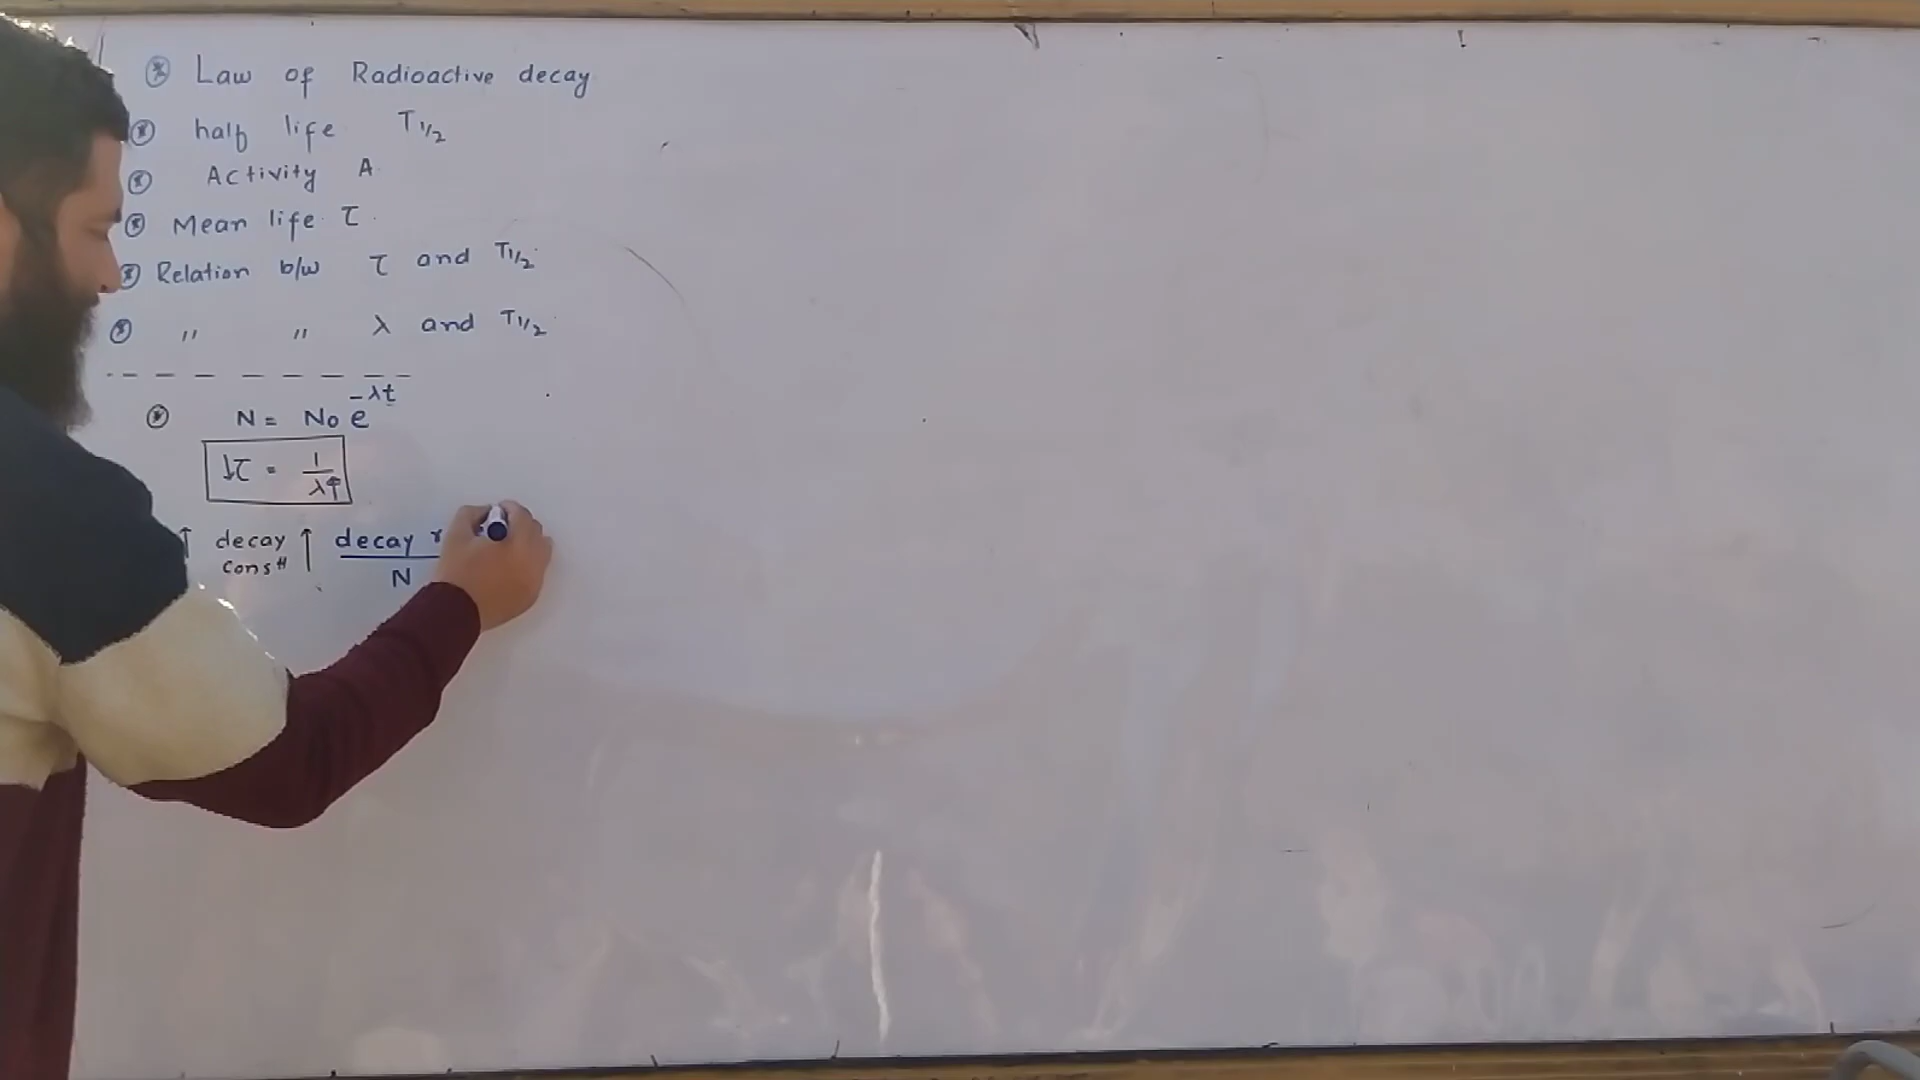 ⊛ Law of Radioactive decay
⊛ half life T1/2
⊛ Activity A
⊛ Mean life τ
⊛ Relation b/w τ and T1/2
⊛ " " λ and T1/2
⊛ N = N₀ e^-λt
↓τ = 1/λ↑
↑ decay const ↑ decay r / N